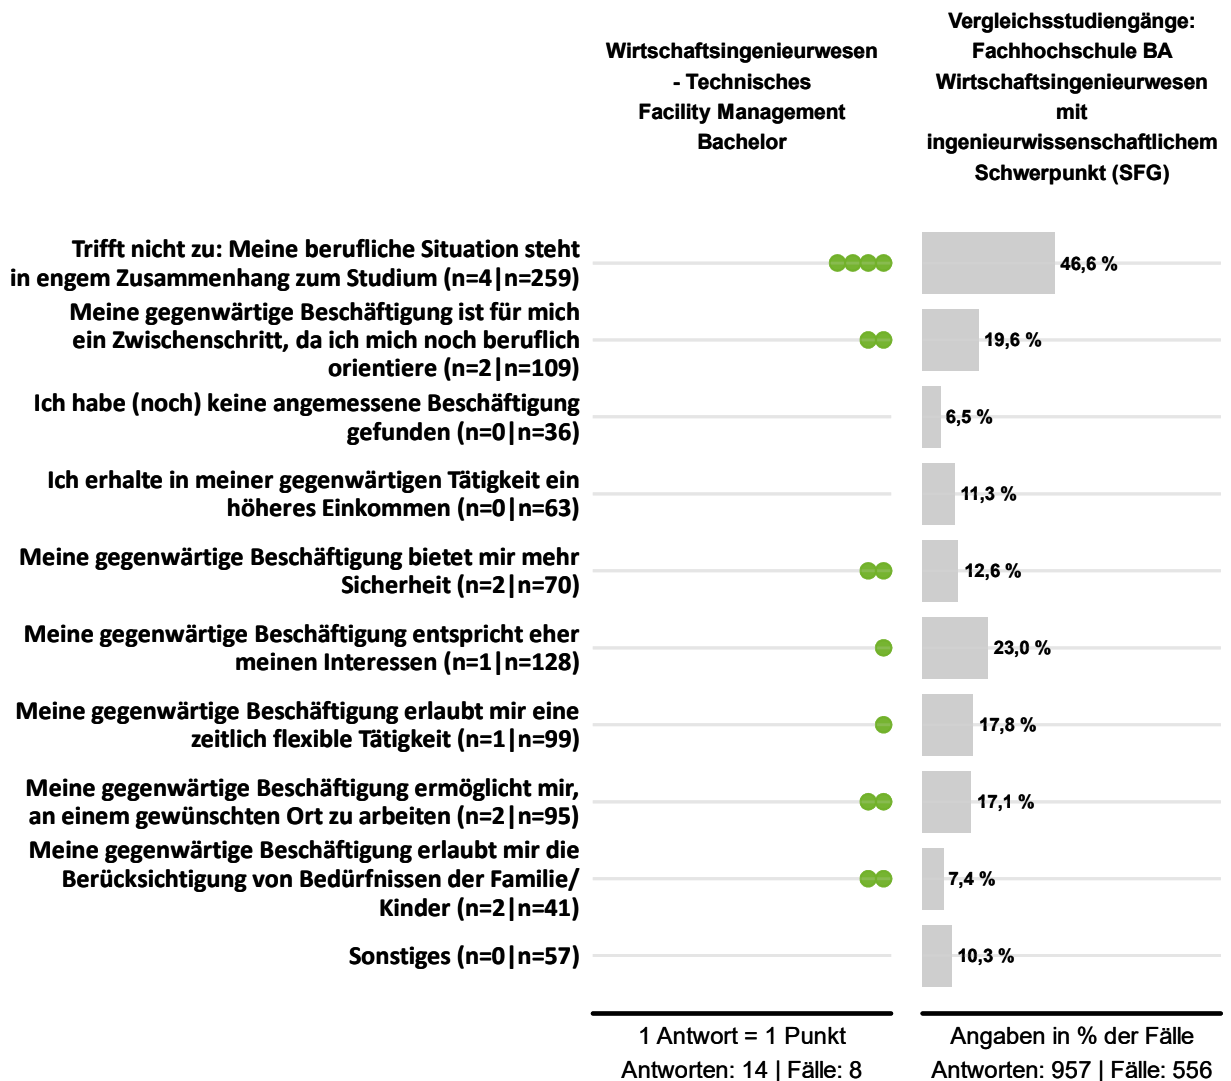 Wirtschaftsingenieurwesen
- Technisches
Facility Management
Bachelor
Vergleichsstudiengänge:
Fachhochschule BA
Wirtschaftsingenieurwesen
mit
ingenieurwissenschaftlichem
Schwerpunkt (SFG)
Trifft nicht zu: Meine berufliche Situation steht
in engem Zusammenhang zum Studium (n=4|n=259)
46,6 %
Meine gegenwärtige Beschäftigung ist für mich
ein Zwischenschritt, da ich mich noch beruflich
orientiere (n=2|n=109)
19,6 %
Ich habe (noch) keine angemessene Beschäftigung
gefunden (n=0|n=36)
6,5 %
Ich erhalte in meiner gegenwärtigen Tätigkeit ein
höheres Einkommen (n=0|n=63)
11,3 %
Meine gegenwärtige Beschäftigung bietet mir mehr
Sicherheit (n=2|n=70)
12,6 %
Meine gegenwärtige Beschäftigung entspricht eher
meinen Interessen (n=1|n=128)
23,0 %
Meine gegenwärtige Beschäftigung erlaubt mir eine
zeitlich flexible Tätigkeit (n=1|n=99)
17,8 %
Meine gegenwärtige Beschäftigung ermöglicht mir,
an einem gewünschten Ort zu arbeiten (n=2|n=95)
17,1 %
Meine gegenwärtige Beschäftigung erlaubt mir die
Berücksichtigung von Bedürfnissen der Familie/
Kinder (n=2|n=41)
7,4 %
Sonstiges (n=0|n=57)
10,3 %
1 Antwort = 1 Punkt
Antworten: 14 | Fälle: 8
Angaben in % der Fälle
Antworten: 957 | Fälle: 556